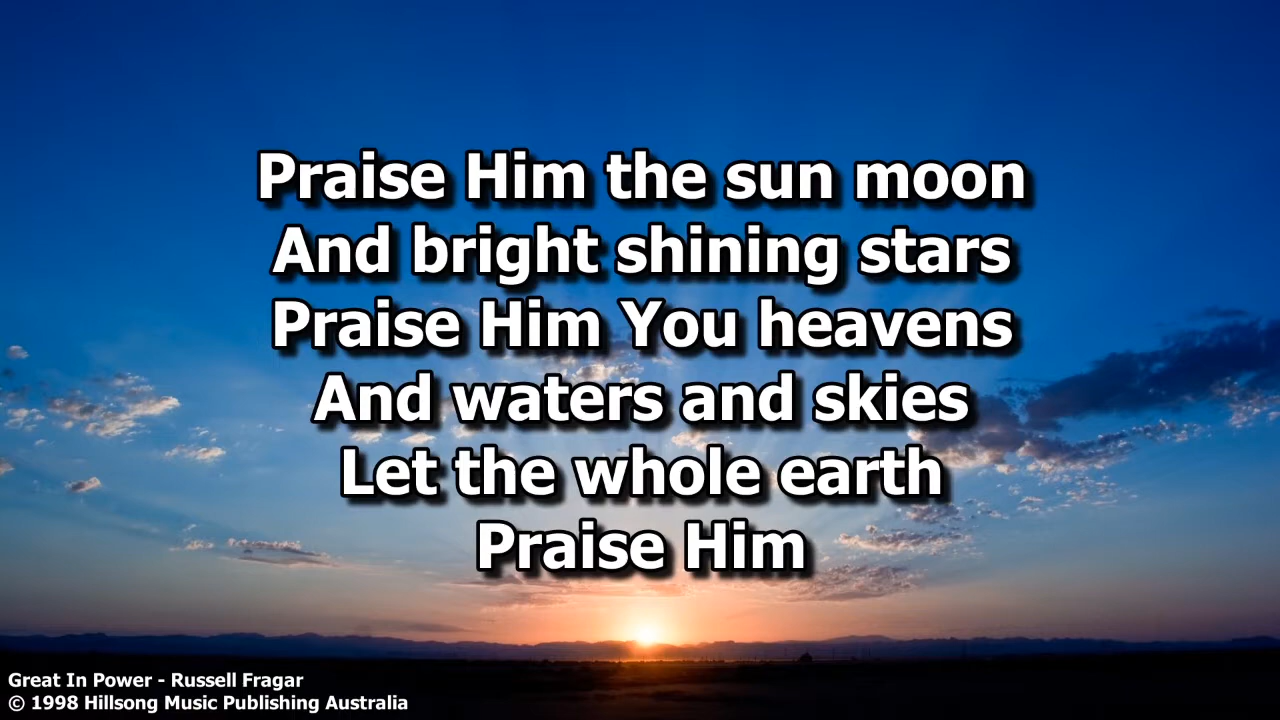 Praise Him the sun moon
And bright shining stars
Praise Him You heavens
And waters and skies
Let the whole earth
Praise Him
Great In Power - Russell Fragar
© 1998 Hillsong Music Publishing Australia